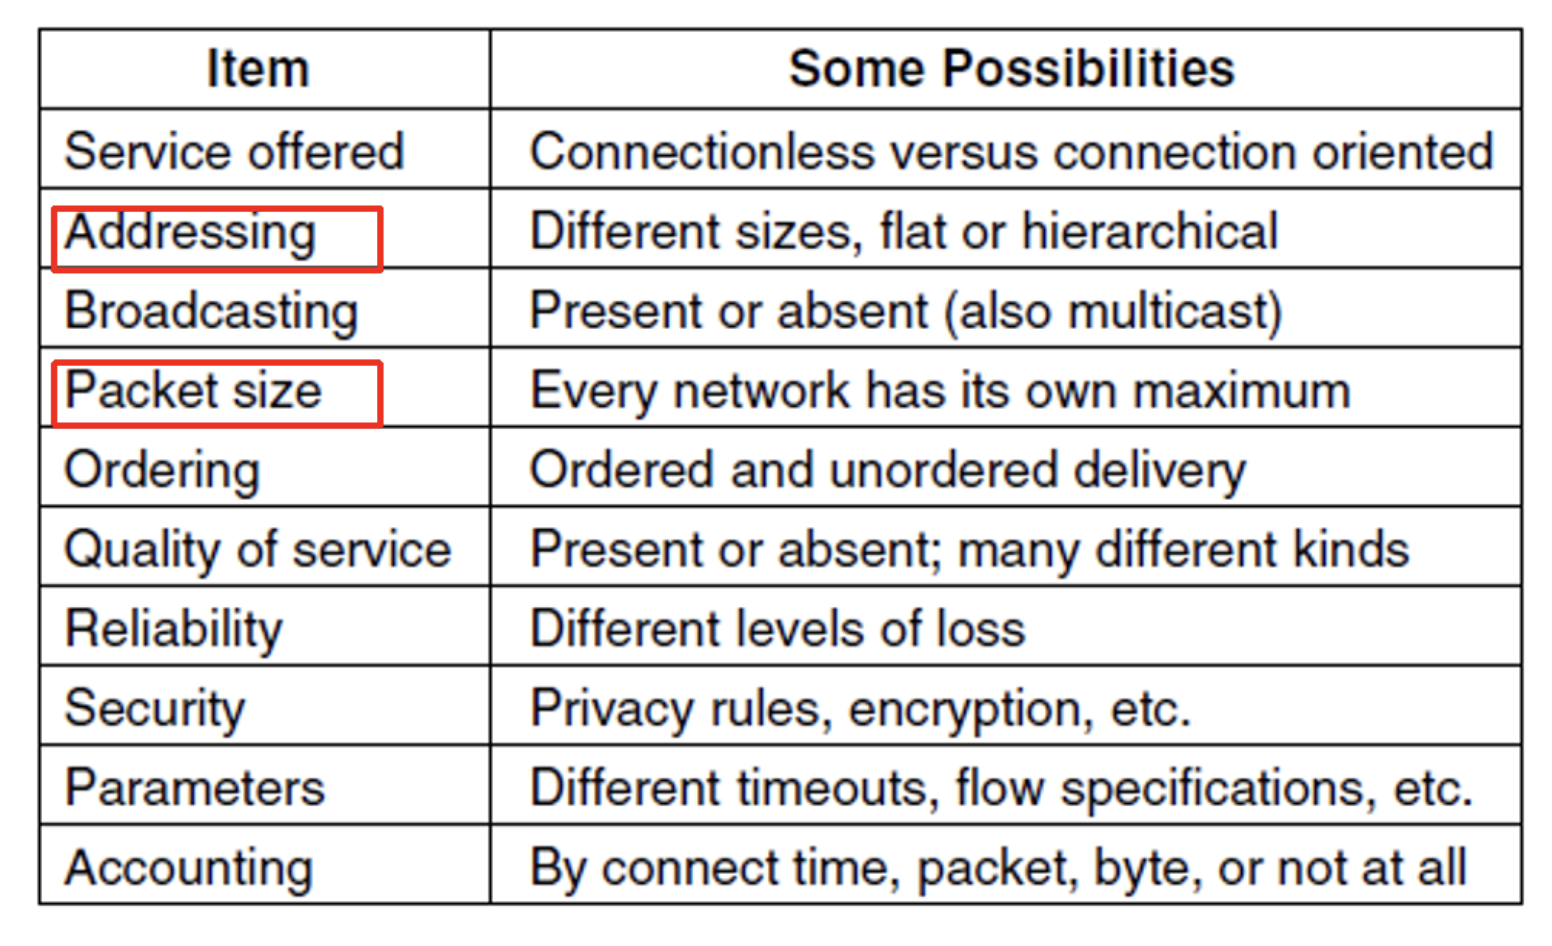 Item Some Possibilities
Service offered Connectionless versus connection oriented
Addressing Different sizes, flat or hierarchical
Broadcasting Present or absent (also multicast)
Packet size Every network has its own maximum
Ordering Ordered and unordered delivery
Quality of service Present or absent; many different kinds
Reliability Different levels of loss
Security Privacy rules, encryption, etc.
Parameters Different timeouts, flow specifications, etc.
Accounting By connect time, packet, byte, or not at all